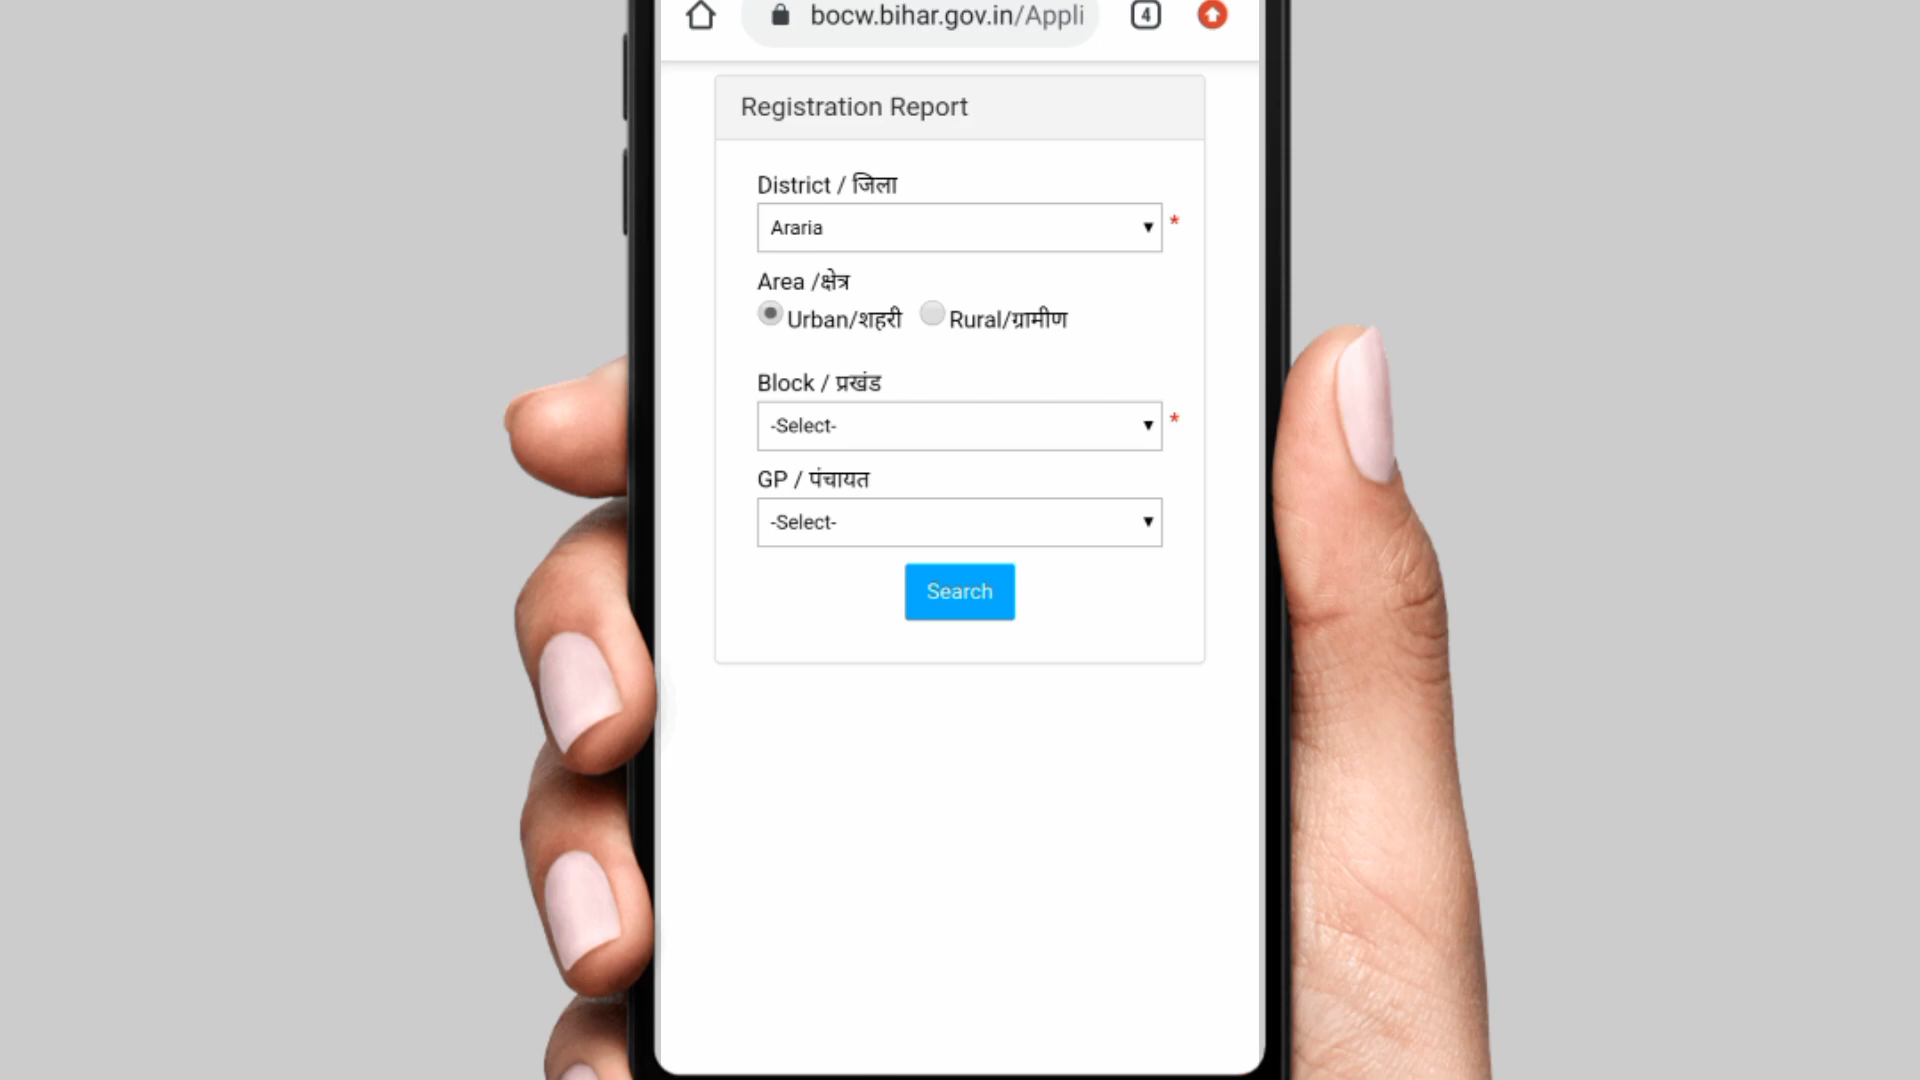 bocw.bihar.gov.in/Appli
4
Registration Report
District / जिला
Araria ▼ *
Area /क्षेत्र
Urban/शहरी Rural/ग्रामीण
Block / प्रखंड
-Select- ▼ *
GP / पंचायत
-Select- ▼
Search